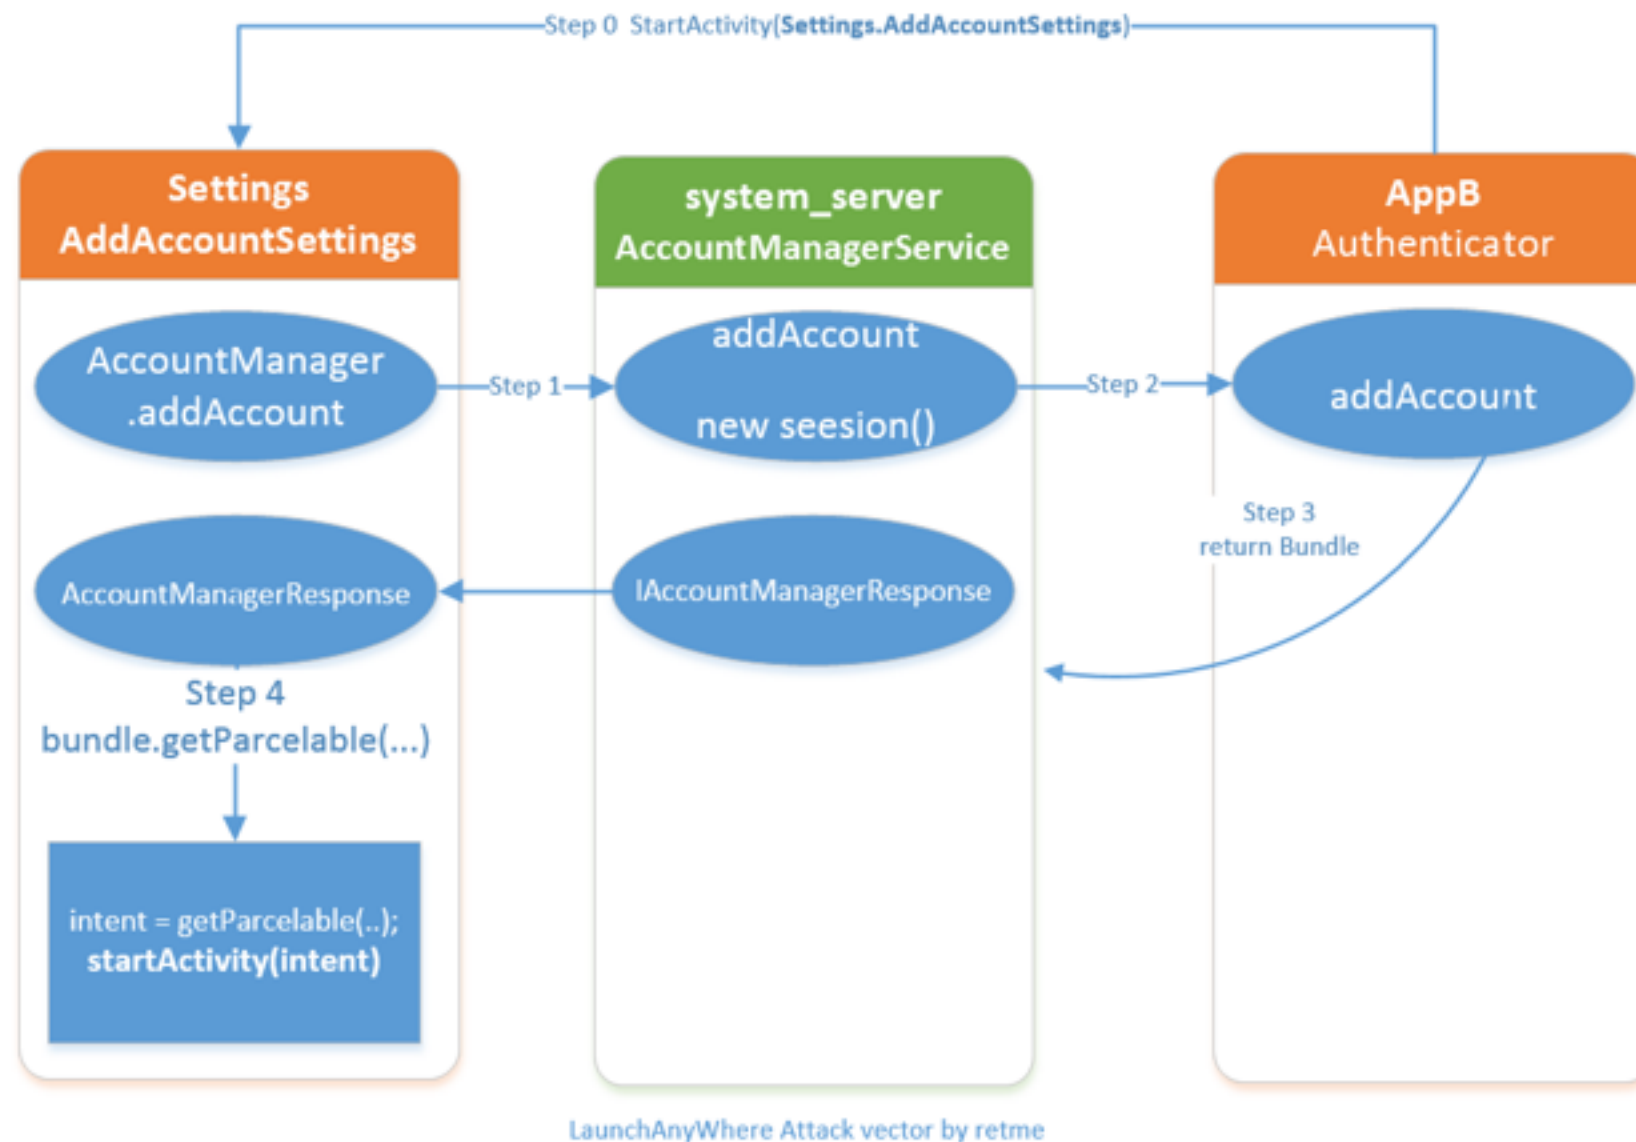 Step 0  StartActivity(Settings.AddAccountSettings)
Settings
AddAccountSettings
system_server
AccountManagerService
AppB
Authenticator
AccountManager
.addAccount
Step 1
addAccount
new seesion()
Step 2
addAccount
Step 3
return Bundle
AccountManagerResponse
IAccountManagerResponse
Step 4
bundle.getParcelable(...)
intent = getParcelable(..);
startActivity(intent)
LaunchAnyWhere Attack vector by retme